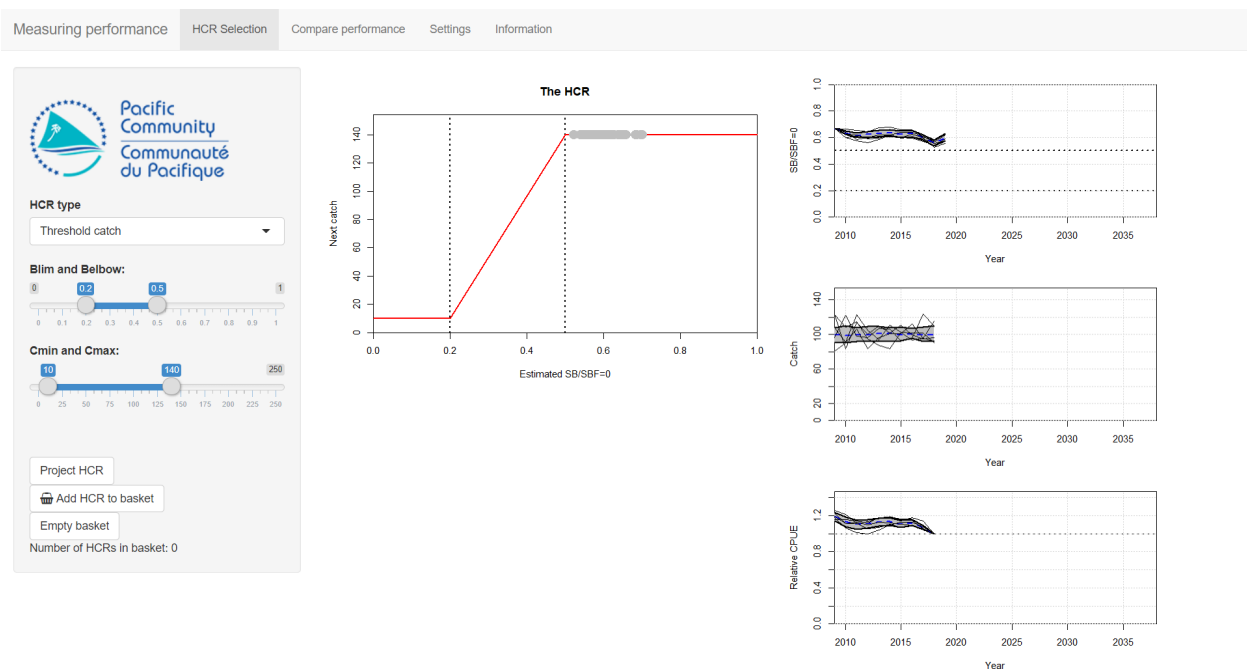 Measuring performance HCR Selection Compare performance Settings Information
Pacific
Community
Communauté
du Pacifique
HCR type
Threshold catch
Blim and Belbow:
0 0.2 0.5 1
0 0.1 0.2 0.3 0.4 0.5 0.6 0.7 0.8 0.9 1
Cmin and Cmax:
10 140 250
0 25 50 75 100 125 150 175 200 225 250
Project HCR
Add HCR to basket
Empty basket
Number of HCRs in basket: 0
The HCR
Next catch
0 20 40 60 80 100 120 140
0.0 0.2 0.4 0.6 0.8 1.0
Estimated SB/SBF=0
SB/SBF=0
0.0 0.2 0.4 0.6 0.8 1.0
2010 2015 2020 2025 2030 2035
Year
Catch
0 20 60 100 140
2010 2015 2020 2025 2030 2035
Year
Relative CPUE
0.0 0.4 0.8 1.2
2010 2015 2020 2025 2030 2035
Year